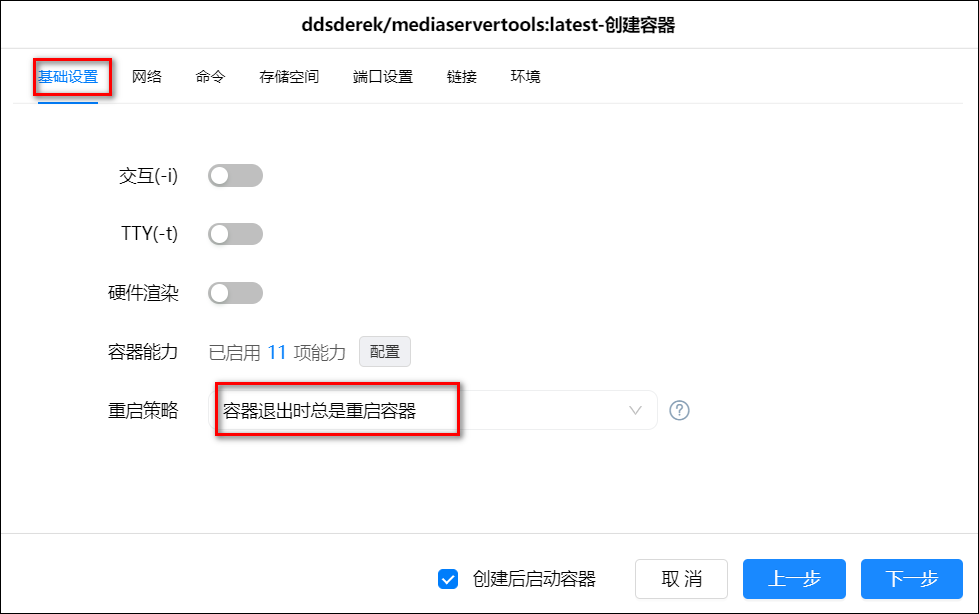 ddsderek/mediaservertools:latest-创建容器
基础设置 网络 命令 存储空间 端口设置 链接 环境
交互(-i)
TTY(-t)
硬件渲染
容器能力 已启用 11 项能力 配置
重启策略 容器退出时总是重启容器 ?
创建后启动容器 取 消 上一步 下一步